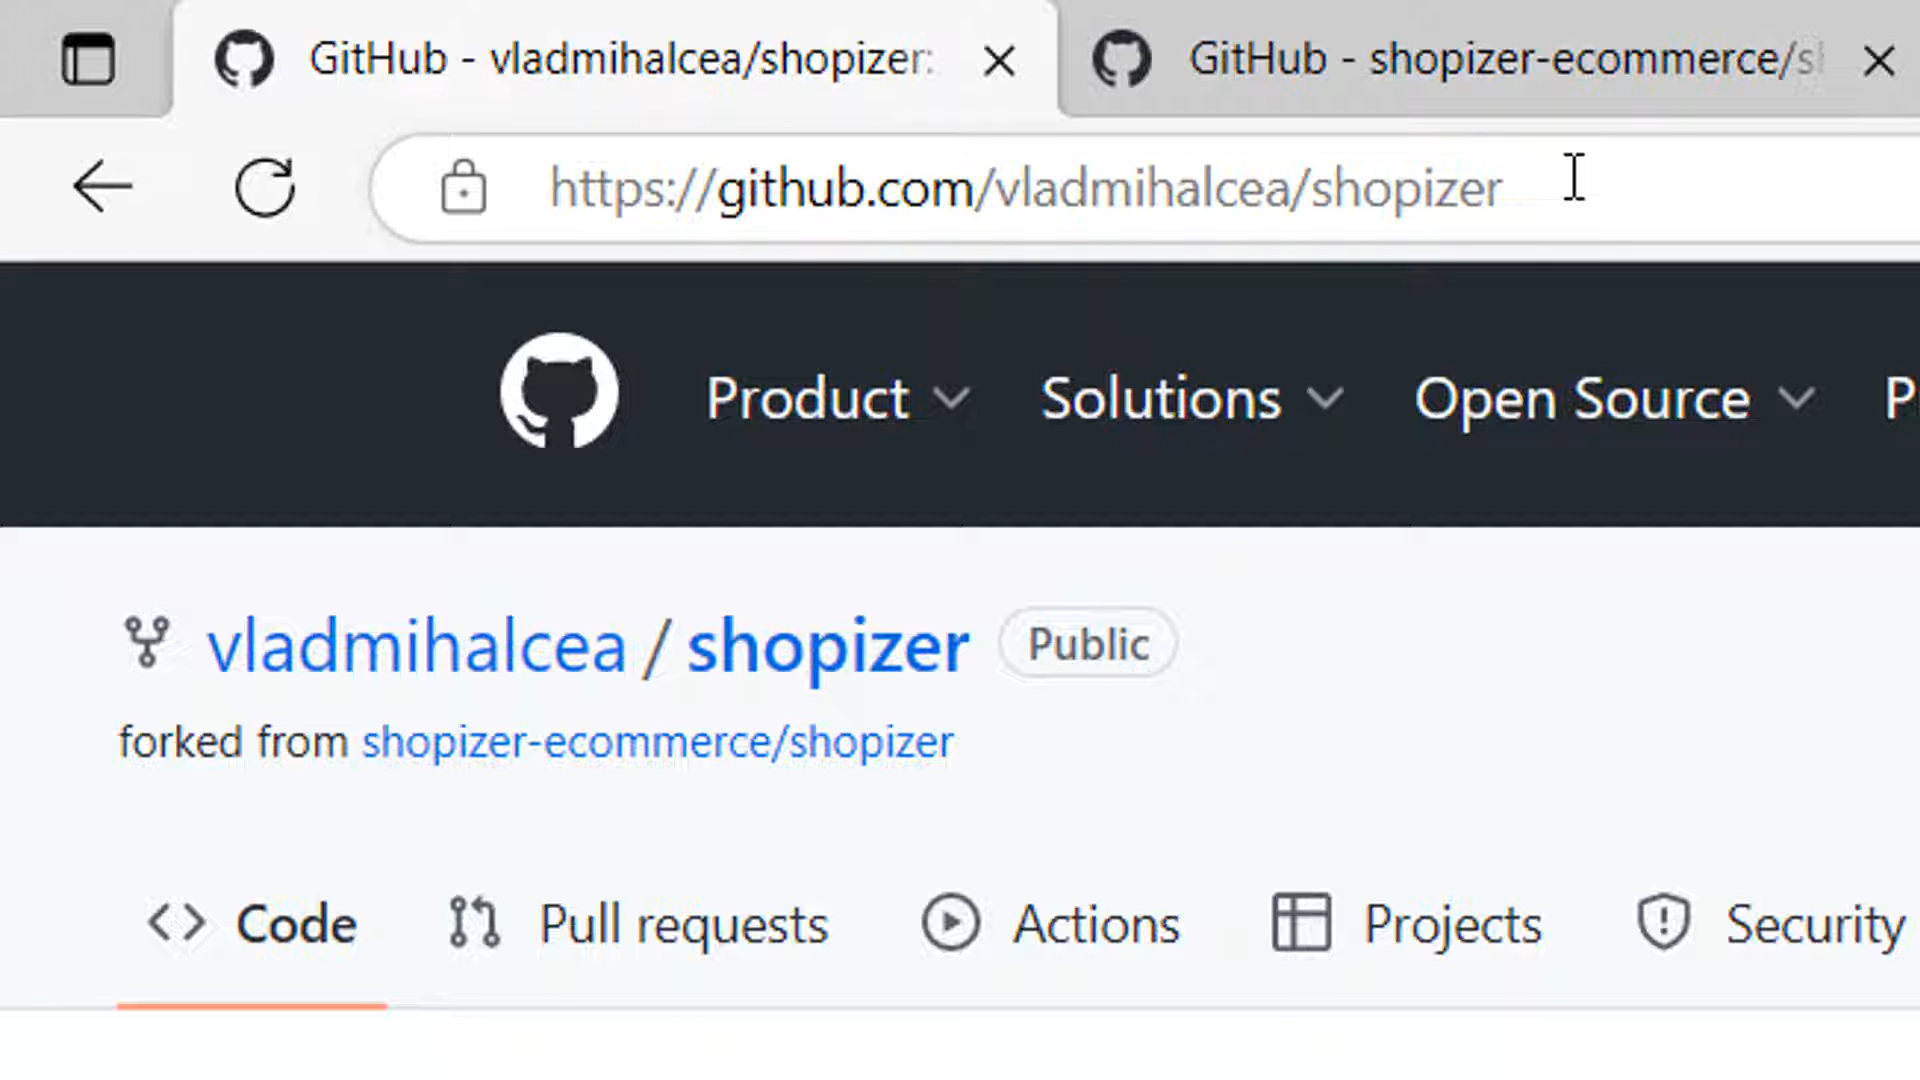 GitHub - vladmihalcea/shopizer:
GitHub - shopizer-ecommerce/sh
https://github.com/vladmihalcea/shopizer
Product
Solutions
Open Source
P
vladmihalcea / shopizer
Public
forked from shopizer-ecommerce/shopizer
Code
Pull requests
Actions
Projects
Security